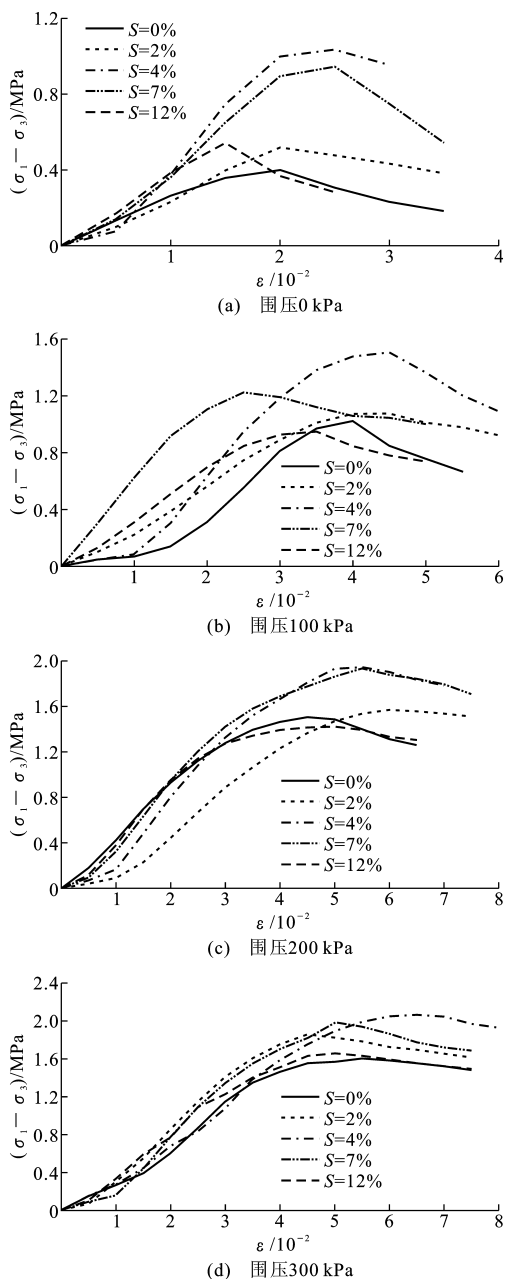 1.2
0.8
0.4
0
(σ₁－σ₃)/MPa
S=0%
S=2%
S=4%
S=7%
S=12%
1 2 3 4
ε/10⁻²
(a) 围压0 kPa
1.6
1.2
0.8
0.4
0
(σ₁－σ₃)/MPa
S=0%
S=2%
S=4%
S=7%
S=12%
1 2 3 4 5 6
ε/10⁻²
(b) 围压100 kPa
2.0
1.6
1.2
0.8
0.4
0
(σ₁－σ₃)/MPa
S=0%
S=2%
S=4%
S=7%
S=12%
1 2 3 4 5 6 7 8
ε/10⁻²
(c) 围压200 kPa
2.4
2.0
1.6
1.2
0.8
0.4
0
(σ₁－σ₃)/MPa
S=0%
S=2%
S=4%
S=7%
S=12%
1 2 3 4 5 6 7 8
ε/10⁻²
(d) 围压300 kPa